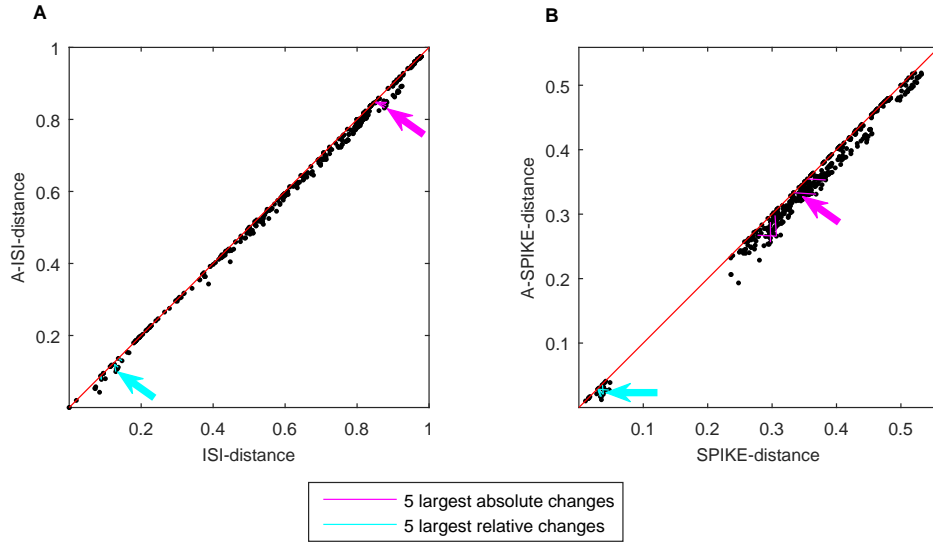 A
1
0.8
0.6
0.4
0.2
0.2 0.4 0.6 0.8 1
A-ISI-distance
ISI-distance
B
0.5
0.4
0.3
0.2
0.1
0.1 0.2 0.3 0.4 0.5
A-SPIKE-distance
SPIKE-distance
5 largest absolute changes
5 largest relative changes